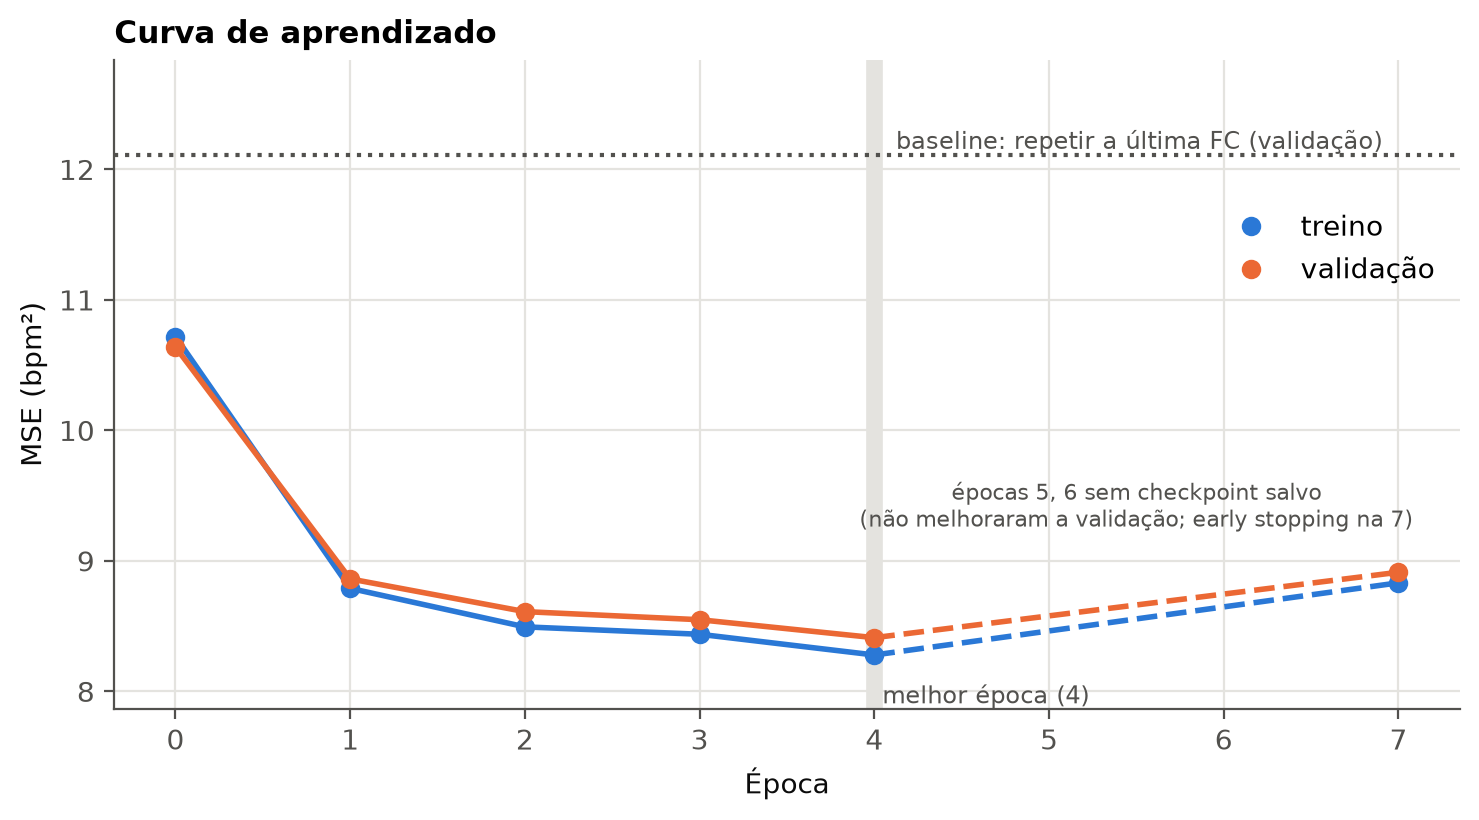 Curva de aprendizado
baseline: repetir a última FC (validação)
treino
validação
épocas 5, 6 sem checkpoint salvo
(não melhoraram a validação; early stopping na 7)
melhor época (4)
MSE (bpm²)
12
11
10
9
8
0 1 2 3 4 5 6 7
Época